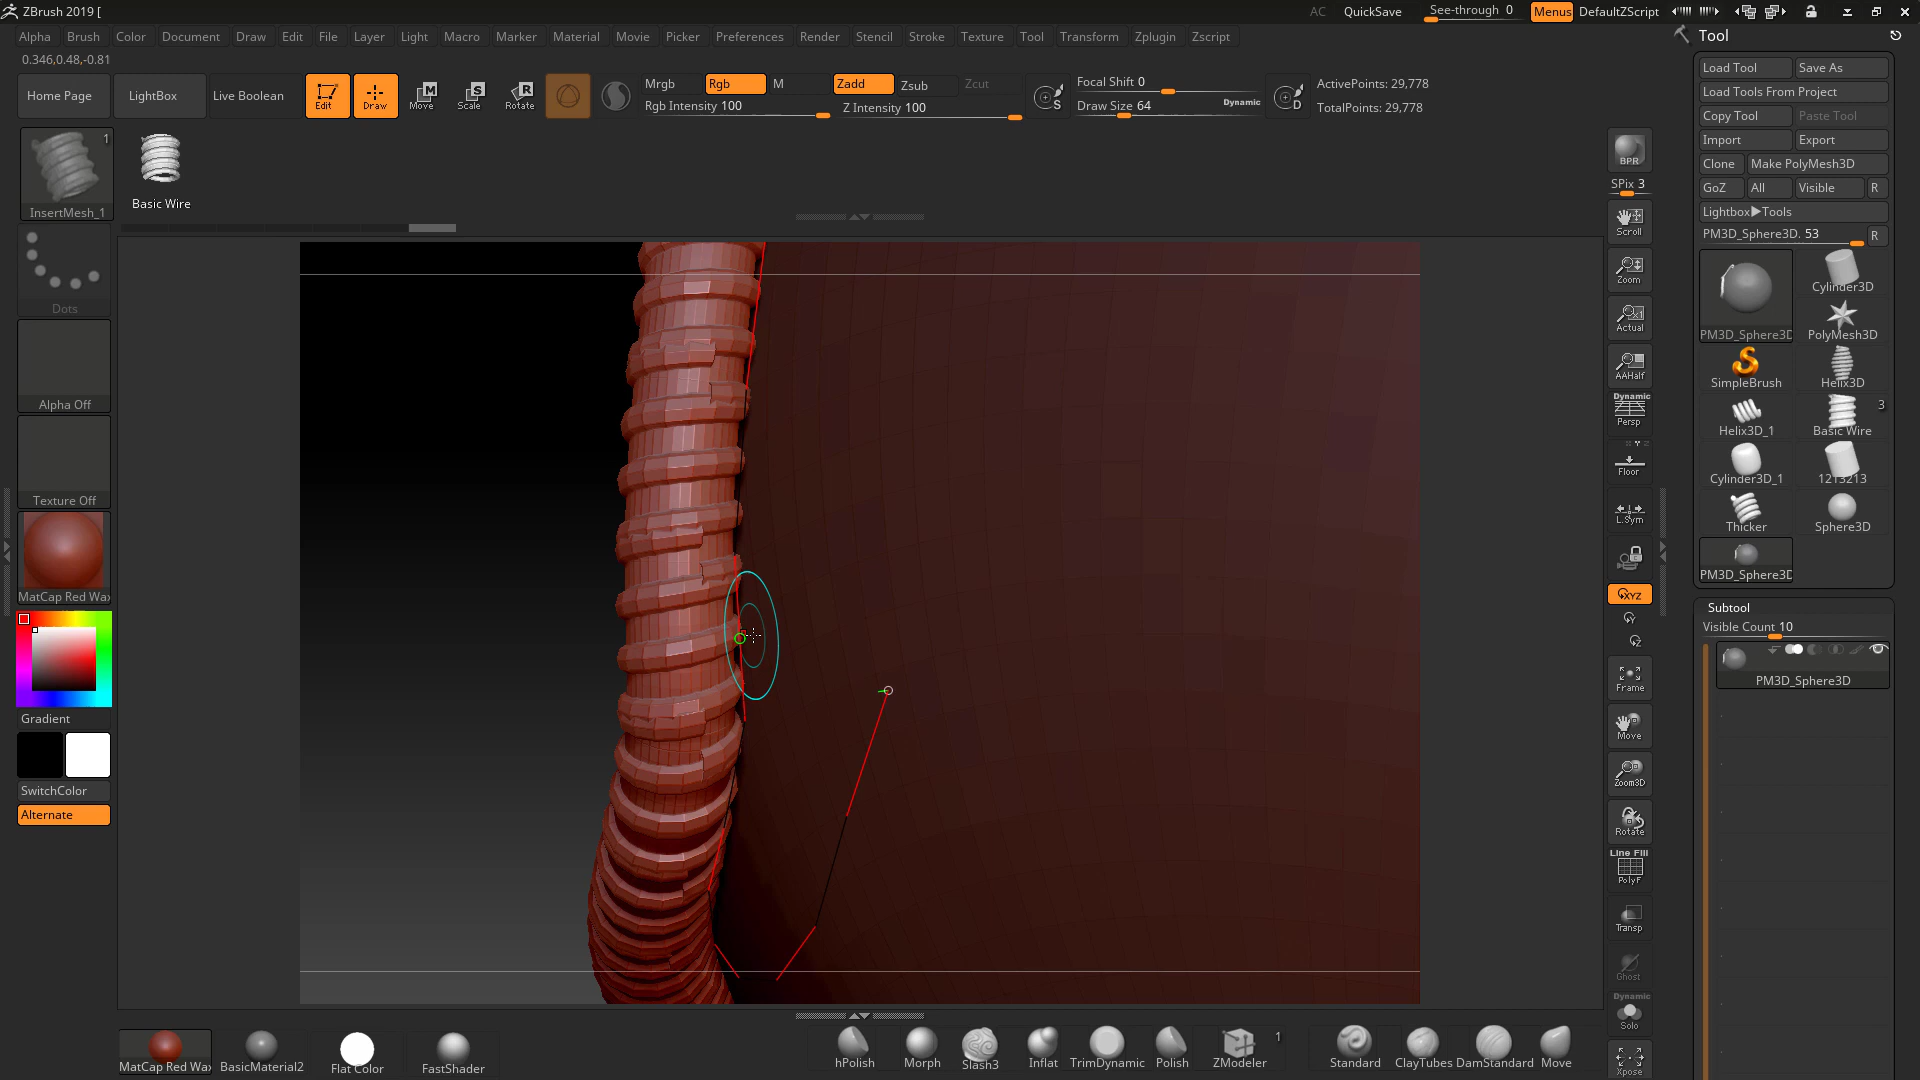 ZBrush 2019 [
AC QuickSave See-through 0 Menus DefaultZScript
Alpha Brush Color Document Draw Edit File Layer Light Macro Marker Material Movie Picker Preferences Render Stencil Stroke Texture Tool Transform Zplugin Zscript
0.346,0.48,-0.81
Home Page LightBox Live Boolean Edit Draw Move Scale Rotate
Mrgb Rgb M Zadd Zsub Zcut
Rgb Intensity 100 Z Intensity 100
Focal Shift 0
Draw Size 64 Dynamic
ActivePoints: 29,778
TotalPoints: 29,778
1
InsertMesh_1
Basic Wire
Dots
Alpha Off
Texture Off
MatCap Red Wax
Gradient
SwitchColor
Alternate
BPR
SPix 3
Scroll
Zoom
Actual
AAHalf
Dynamic
Persp
Floor
L.Sym
XYZ
Frame
Move
Zoom3D
Rotate
Line Fill
PolyF
Transp
Ghost
Dynamic
Solo
Xpose
Tool
Load Tool Save As
Load Tools From Project
Copy Tool Paste Tool
Import Export
Clone Make PolyMesh3D
GoZ All Visible R
Lightbox▶Tools
PM3D_Sphere3D. 53 R
PM3D_Sphere3D Cylinder3D
PolyMesh3D
SimpleBrush Helix3D
3
Helix3D_1 Basic Wire
Cylinder3D_1 1213213
Thicker Sphere3D
PM3D_Sphere3D
Subtool
Visible Count 10
PM3D_Sphere3D
MatCap Red Wax BasicMaterial2 Flat Color FastShader
hPolish Morph Slash3 Inflat TrimDynamic Polish ZModeler 1 Standard ClayTubes DamStandard Move